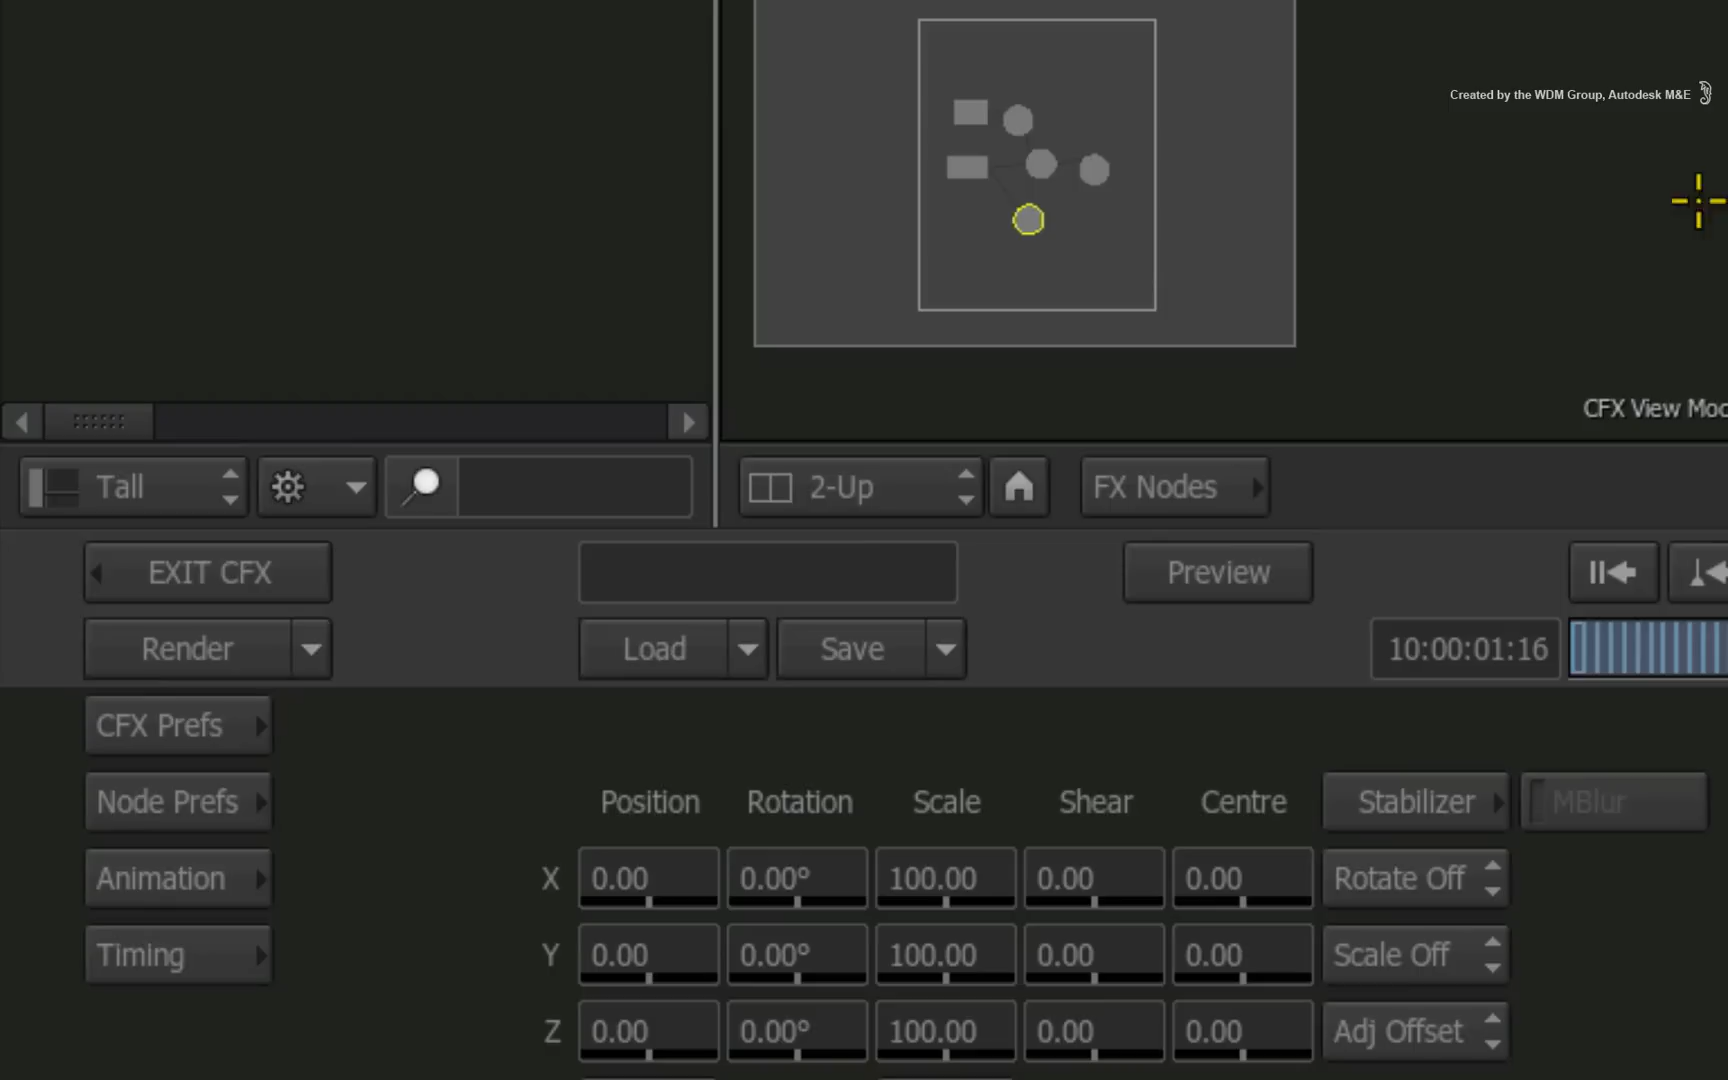 Created by the WDM Group, Autodesk M&E
CFX View Mod
Tall
2-Up
FX Nodes
EXIT CFX
Preview
Render
Load
Save
10:00:01:16
CFX Prefs
Node Prefs
Position
Rotation
Scale
Shear
Centre
Stabilizer
MBlur
Animation
X
0.00
0.00°
100.00
0.00
0.00
Rotate Off
Timing
Y
0.00
0.00°
100.00
0.00
0.00
Scale Off
Z
0.00
0.00°
100.00
0.00
0.00
Adj Offset